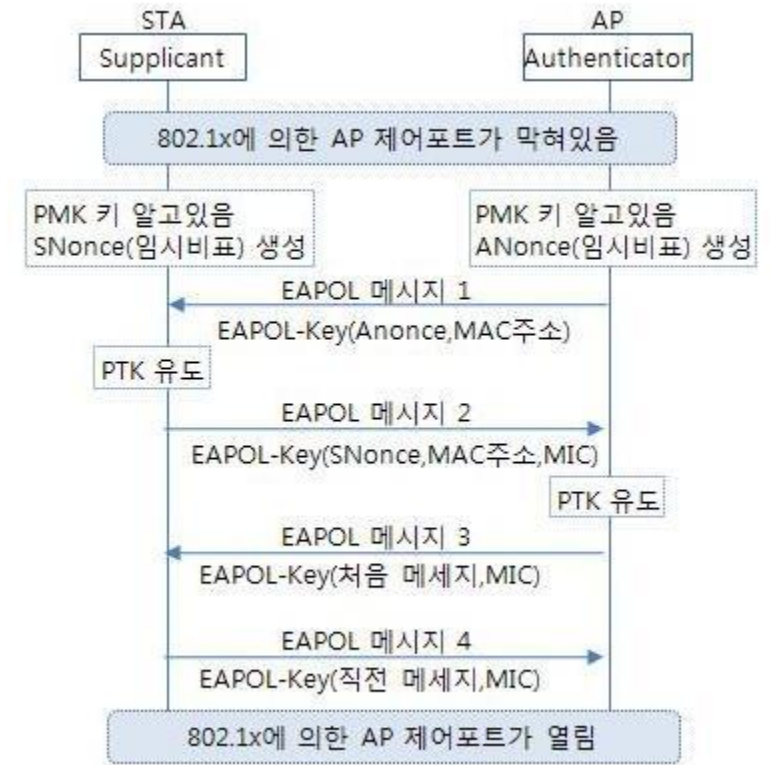 STA
AP
Supplicant
Authenticator
802.1x에 의한 AP 제어포트가 막혀있음
PMK 키 알고있음
SNonce(임시비표) 생성
PMK 키 알고있음
ANonce(임시비표) 생성
EAPOL 메시지 1
EAPOL-Key(Anonce,MAC주소)
PTK 유도
EAPOL 메시지 2
EAPOL-Key(SNonce,MAC주소,MIC)
PTK 유도
EAPOL 메시지 3
EAPOL-Key(처음 메세지,MIC)
EAPOL 메시지 4
EAPOL-Key(직전 메세지,MIC)
802.1x에 의한 AP 제어포트가 열림